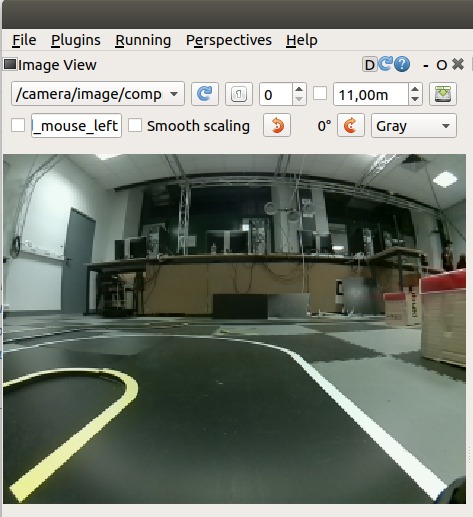 File Plugins Running Perspectives Help
Image View D - O
/camera/image/comp 0 11,00m
_mouse_left Smooth scaling 0° Gray